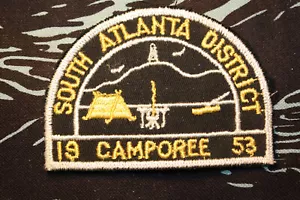 SOUTH ATLANTA DISTRICT
19 CAMPOREE 53